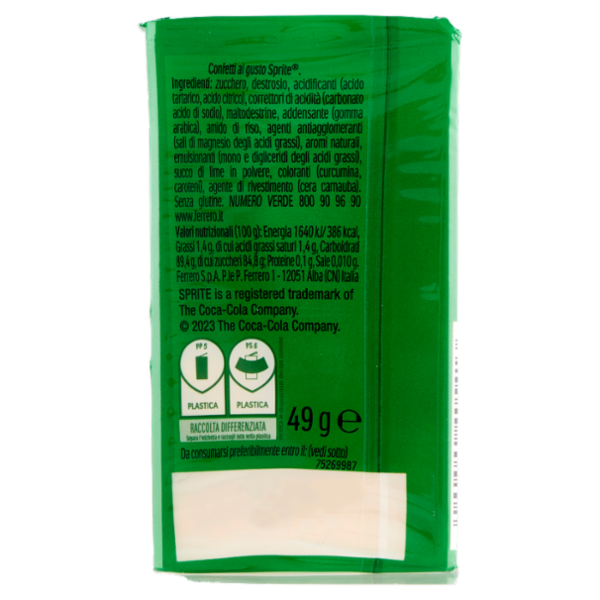 Confetti al gusto Sprite®.
Ingredienti: zucchero, destrosio, acidificanti (acido
tartarico, acido citrico), correttori di acidità (carbonato
acido di sodio), maltodestrine, addensante (gomma
arabica), amido di riso, agenti antiagglomeranti
(sali di magnesio degli acidi grassi), aromi naturali,
emulsionanti (mono e digliceridi degli acidi grassi),
succo di lime in polvere, coloranti (curcumina,
caroteni), agente di rivestimento (cera carnauba).
Senza glutine. NUMERO VERDE 800 90 96 90
www.ferrero.it
Valori nutrizionali (100 g): Energia 1640 kJ/ 386 kcal,
Grassi 1,4 g, di cui acidi grassi saturi 1,4 g, Carboidrati
89,4 g, di cui zuccheri 84,8 g; Proteine 0,1 g, Sale 0,010 g.
Ferrero S.p.A. P.le P. Ferrero 1 - 12051 Alba (CN) Italia
SPRITE is a registered trademark of
The Coca-Cola Company.
© 2023 The Coca-Cola Company.
PP 5
PS 6
PLASTICA
PLASTICA
RACCOLTA DIFFERENZIATA
Separa l'etichetta e raccogli tutto nella plastica
49 g e
Da consumarsi preferibilmente entro il: (vedi sotto)
75269987